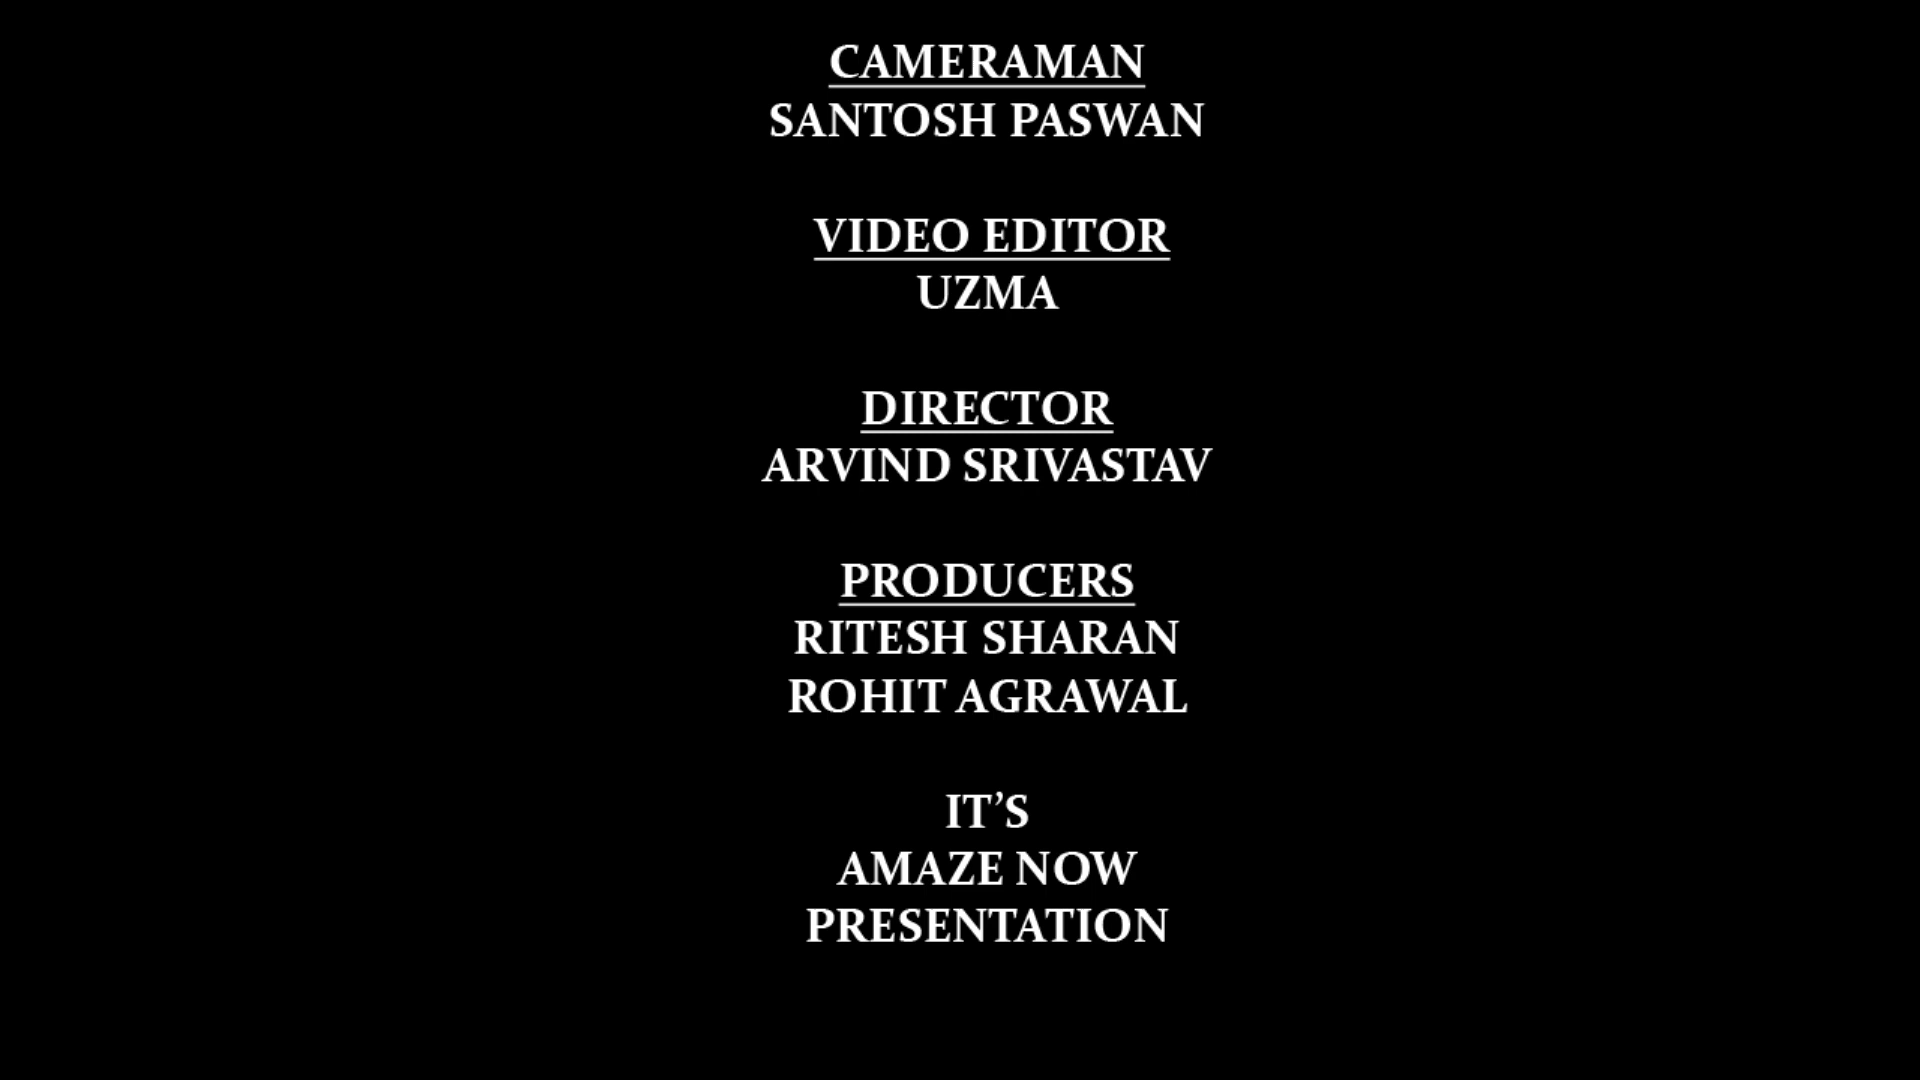 CAMERAMAN
SANTOSH PASWAN
VIDEO EDITOR
UZMA
DIRECTOR
ARVIND SRIVASTAV
PRODUCERS
RITESH SHARAN
ROHIT AGRAWAL
IT’S
AMAZE NOW
PRESENTATION